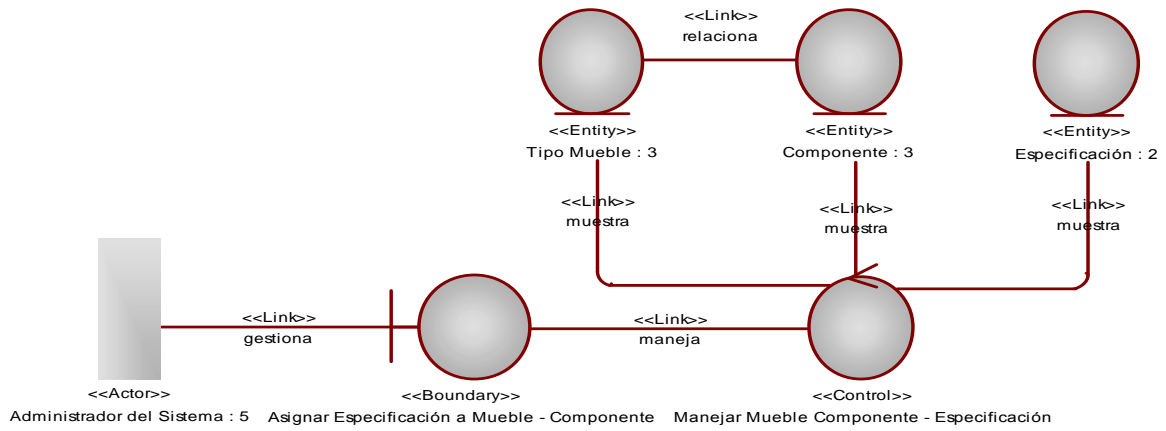 <<Link>>
relaciona
<<Entity>>
Tipo Mueble : 3
<<Entity>>
Componente : 3
<<Entity>>
Especificación : 2
<<Link>>
muestra
<<Link>>
muestra
<<Link>>
muestra
<<Link>>
gestiona
<<Link>>
maneja
<<Actor>>
Administrador del Sistema : 5
<<Boundary>>
Asignar Especificación a Mueble - Componente
<<Control>>
Manejar Mueble Componente - Especificación